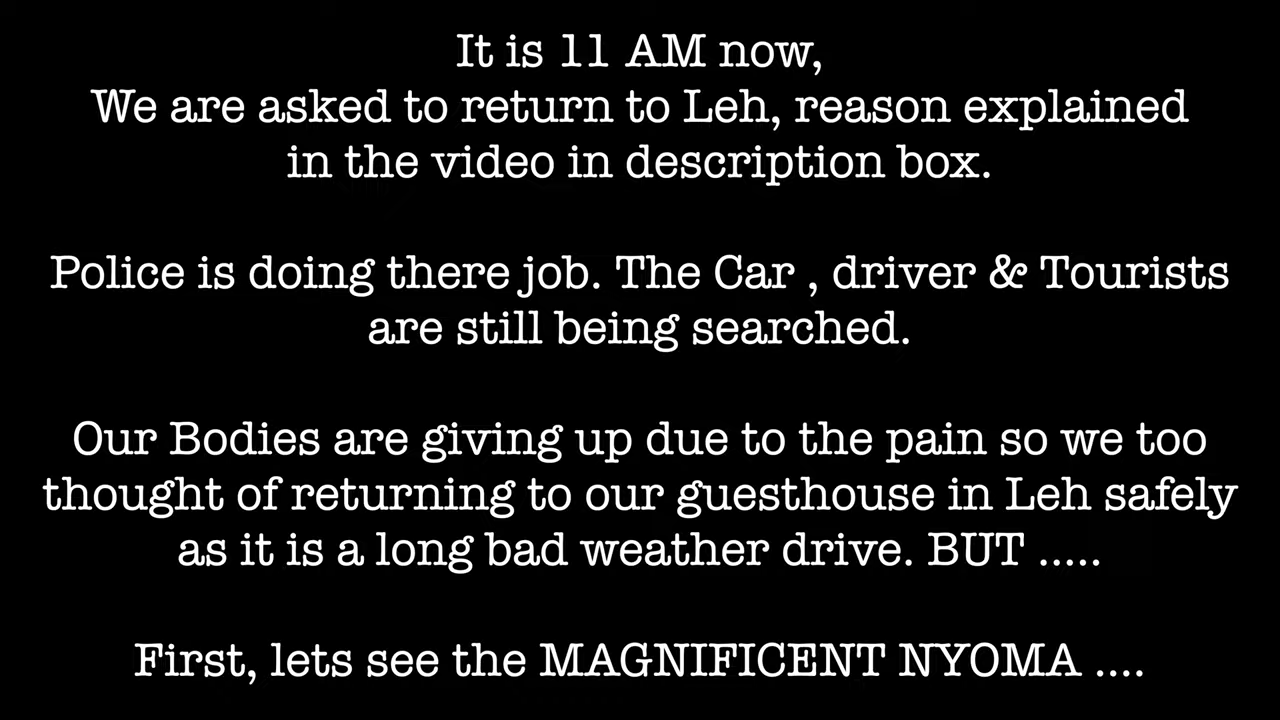 It is 11 AM now,
We are asked to return to Leh, reason explained
in the video in description box.
Police is doing there job. The Car , driver & Tourists
are still being searched.
Our Bodies are giving up due to the pain so we too
thought of returning to our guesthouse in Leh safely
as it is a long bad weather drive. BUT .....
First, lets see the MAGNIFICENT NYOMA ....